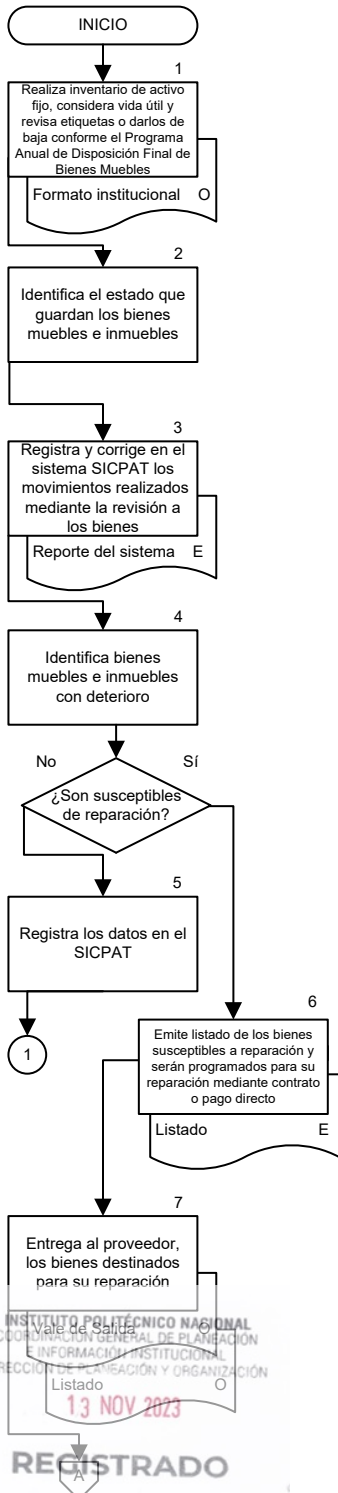 INICIO
1
Realiza inventario de activo
fijo, considera vida útil y
revisa etiquetas o darlos de
baja conforme el Programa
Anual de Disposición Final de
Bienes Muebles
Formato institucional O
2
Identifica el estado que
guardan los bienes
muebles e inmuebles
3
Registra y corrige en el
sistema SICPAT los
movimientos realizados
mediante la revisión a
los bienes
Reporte del sistema E
4
Identifica bienes
muebles e inmuebles
con deterioro
No Sí
¿Son susceptibles
de reparación?
5
Registra los datos en el
SICPAT
1
6
Emite listado de los bienes
susceptibles a reparación y
serán programados para su
reparación mediante contrato
o pago directo
Listado E
7
Entrega al proveedor,
los bienes destinados
para su reparación
INSTITUTO POLITÉCNICO NACIONAL
Vale de Salida O
COORDINACIÓN GENERAL DE PLANEACIÓN
E INFORMACIÓN INSTITUCIONAL
DIRECCIÓN DE PLANEACIÓN Y ORGANIZACIÓN
Listado O
13 NOV 2023
REGISTRADO
A